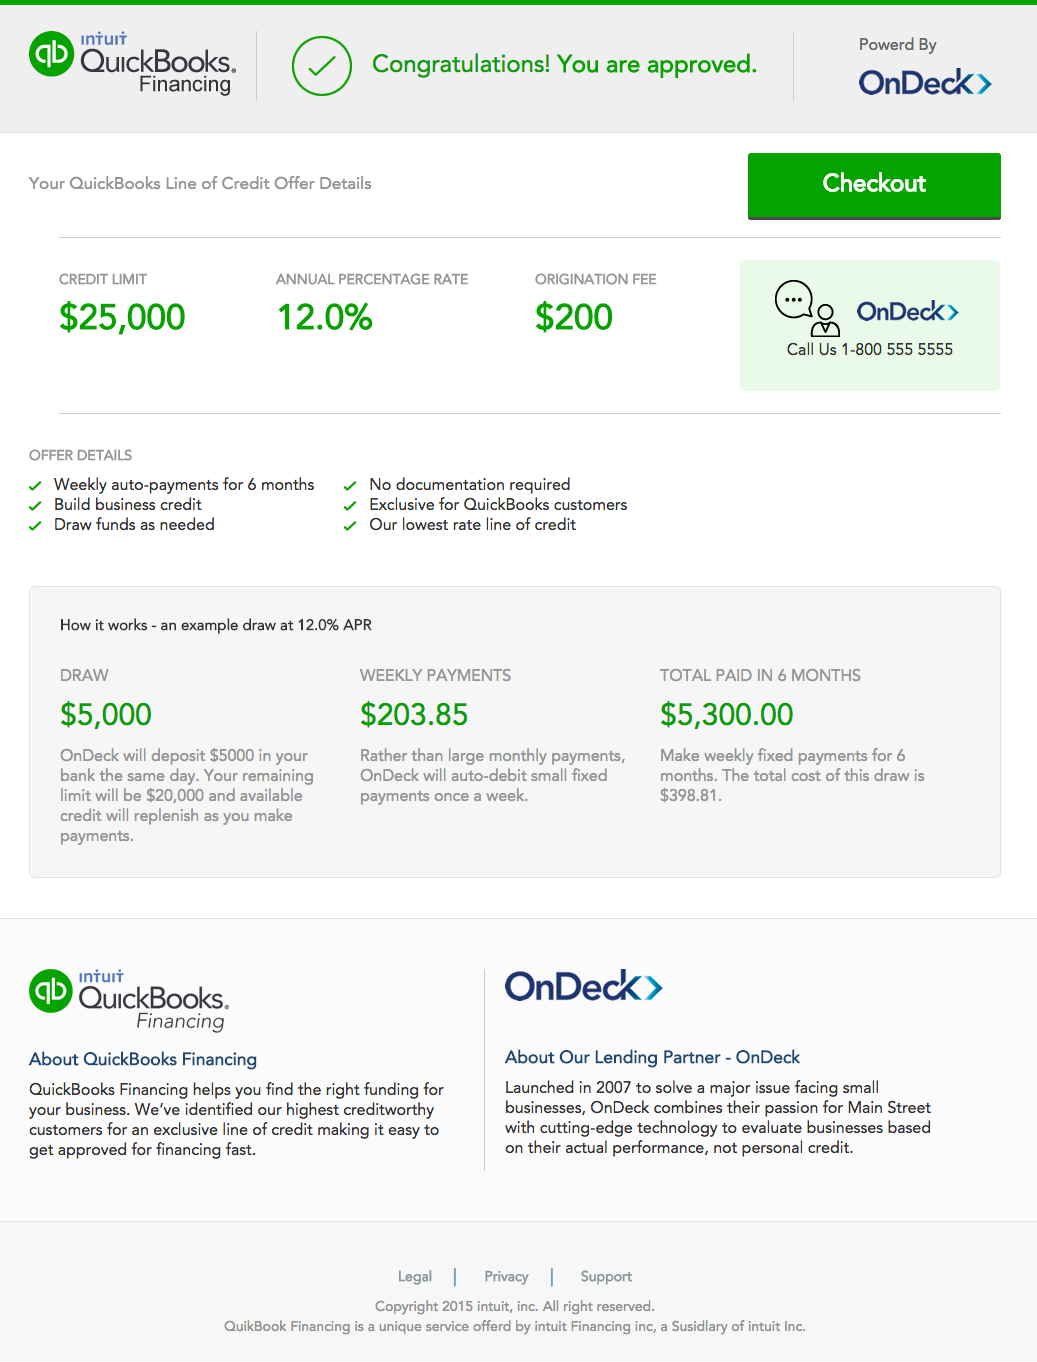 intuit
qb QuickBooks.
Financing
Congratulations! You are approved.
Powerd By
OnDeck
Your QuickBooks Line of Credit Offer Details
Checkout
CREDIT LIMIT
$25,000
ANNUAL PERCENTAGE RATE
12.0%
ORIGINATION FEE
$200
OnDeck
Call Us 1-800 555 5555
OFFER DETAILS
Weekly auto-payments for 6 months
Build business credit
Draw funds as needed
No documentation required
Exclusive for QuickBooks customers
Our lowest rate line of credit
How it works - an example draw at 12.0% APR
DRAW
$5,000
OnDeck will deposit $5000 in your
bank the same day. Your remaining
limit will be $20,000 and available
credit will replenish as you make
payments.
WEEKLY PAYMENTS
$203.85
Rather than large monthly payments,
OnDeck will auto-debit small fixed
payments once a week.
TOTAL PAID IN 6 MONTHS
$5,300.00
Make weekly fixed payments for 6
months. The total cost of this draw is
$398.81.
intuit
qb QuickBooks.
Financing
About QuickBooks Financing
QuickBooks Financing helps you find the right funding for
your business. We've identified our highest creditworthy
customers for an exclusive line of credit making it easy to
get approved for financing fast.
OnDeck
About Our Lending Partner - OnDeck
Launched in 2007 to solve a major issue facing small
businesses, OnDeck combines their passion for Main Street
with cutting-edge technology to evaluate businesses based
on their actual performance, not personal credit.
Legal | Privacy | Support
Copyright 2015 intuit, inc. All right reserved.
QuikBook Financing is a unique service offerd by intuit Financing inc, a Susidlary of intuit Inc.